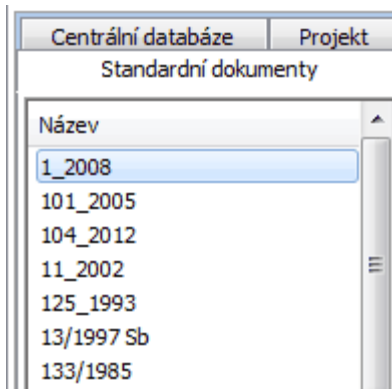 Centrální databáze Projekt
Standardní dokumenty
Název
1_2008
101_2005
104_2012
11_2002
125_1993
13/1997 Sb
133/1985